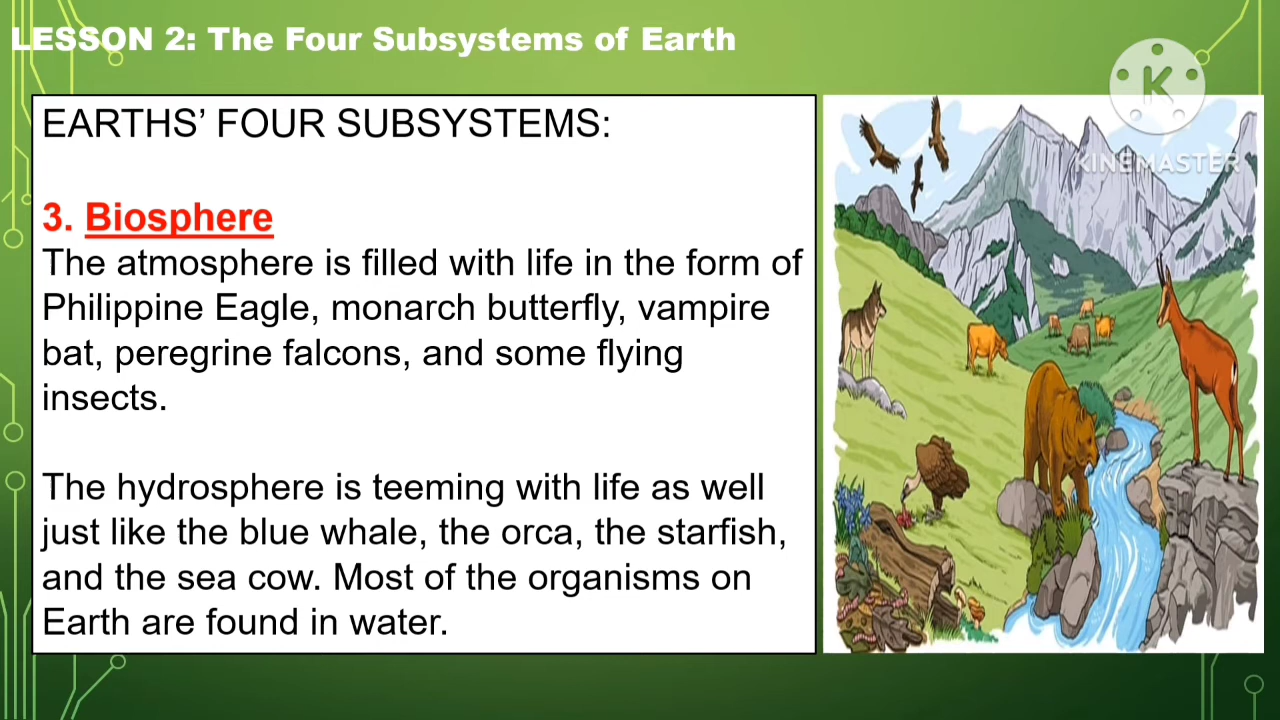 LESSON 2: The Four Subsystems of Earth
K
KINEMASTER
EARTHS’ FOUR SUBSYSTEMS:
3. Biosphere
The atmosphere is filled with life in the form of
Philippine Eagle, monarch butterfly, vampire
bat, peregrine falcons, and some flying
insects.
The hydrosphere is teeming with life as well
just like the blue whale, the orca, the starfish,
and the sea cow. Most of the organisms on
Earth are found in water.